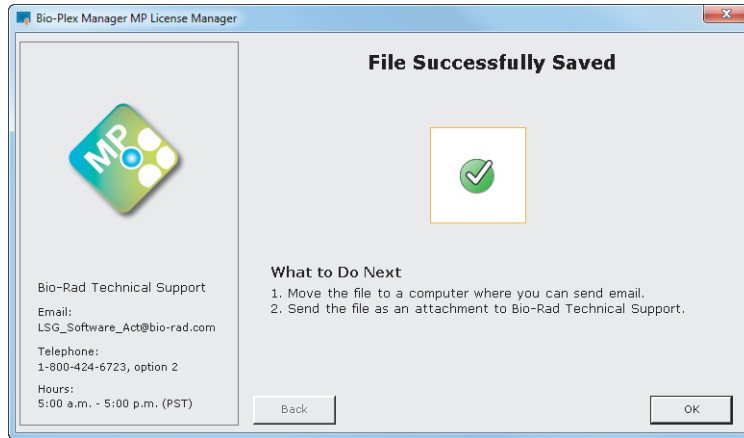 Bio-Plex Manager MP License Manager
File Successfully Saved
MP
Bio-Rad Technical Support
Email:
LSG_Software_Act@bio-rad.com
Telephone:
1-800-424-6723, option 2
Hours:
5:00 a.m. - 5:00 p.m. (PST)
What to Do Next
1. Move the file to a computer where you can send email.
2. Send the file as an attachment to Bio-Rad Technical Support.
Back
OK